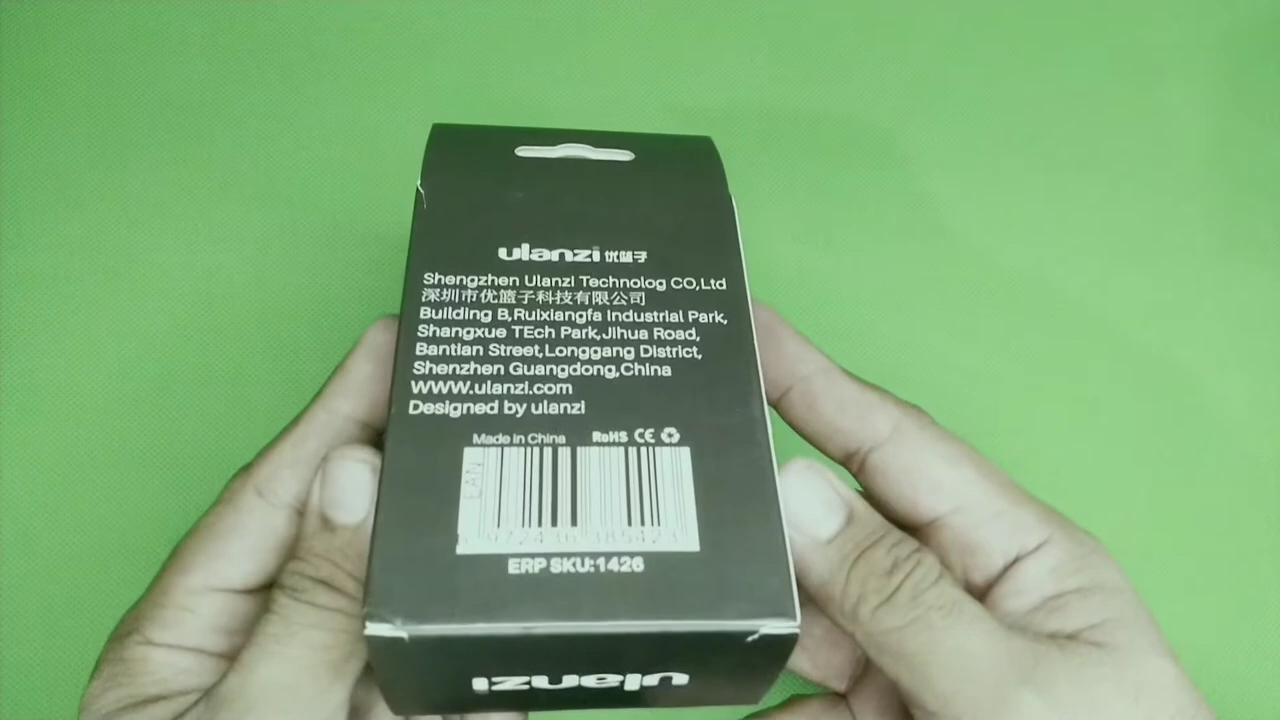 ulanzi 优篮子
Shengzhen Ulanzi Technolog CO,Ltd
深圳市优篮子科技有限公司
Building B,Ruixiangfa Industrial Park,
Shangxue TEch Park,Jihua Road,
Bantian Street,Longgang District,
Shenzhen Guangdong,China
WWW.ulanzi.com
Designed by ulanzi
Made in China RoHS CE
EAN
ERP SKU:1426
ulanzi